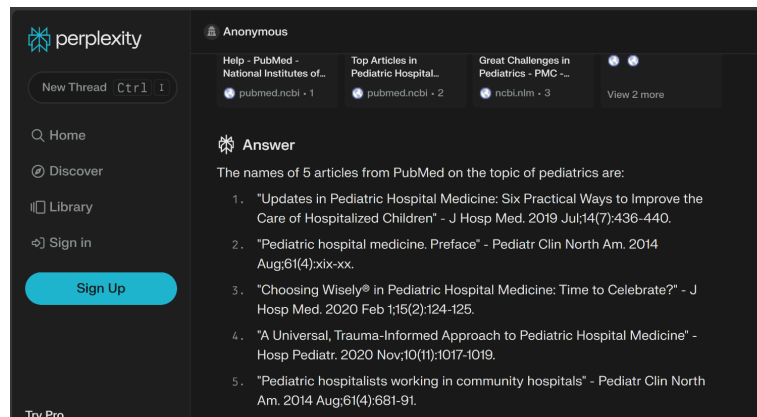 perplexity
New Thread Ctrl I
Home
Discover
Library
Sign in
Sign Up
Try Pro
Anonymous
Help - PubMed -
National Institutes of…
pubmed.ncbi • 1
Top Articles in
Pediatric Hospital…
pubmed.ncbi • 2
Great Challenges in
Pediatrics - PMC -…
ncbi.nlm • 3
View 2 more
Answer
The names of 5 articles from PubMed on the topic of pediatrics are:
1. "Updates in Pediatric Hospital Medicine: Six Practical Ways to Improve the
Care of Hospitalized Children" - J Hosp Med. 2019 Jul;14(7):436-440.
2. "Pediatric hospital medicine. Preface" - Pediatr Clin North Am. 2014
Aug;61(4):xix-xx.
3. "Choosing Wisely® in Pediatric Hospital Medicine: Time to Celebrate?" - J
Hosp Med. 2020 Feb 1;15(2):124-125.
4. "A Universal, Trauma-Informed Approach to Pediatric Hospital Medicine" -
Hosp Pediatr. 2020 Nov;10(11):1017-1019.
5. "Pediatric hospitalists working in community hospitals" - Pediatr Clin North
Am. 2014 Aug;61(4):681-91.